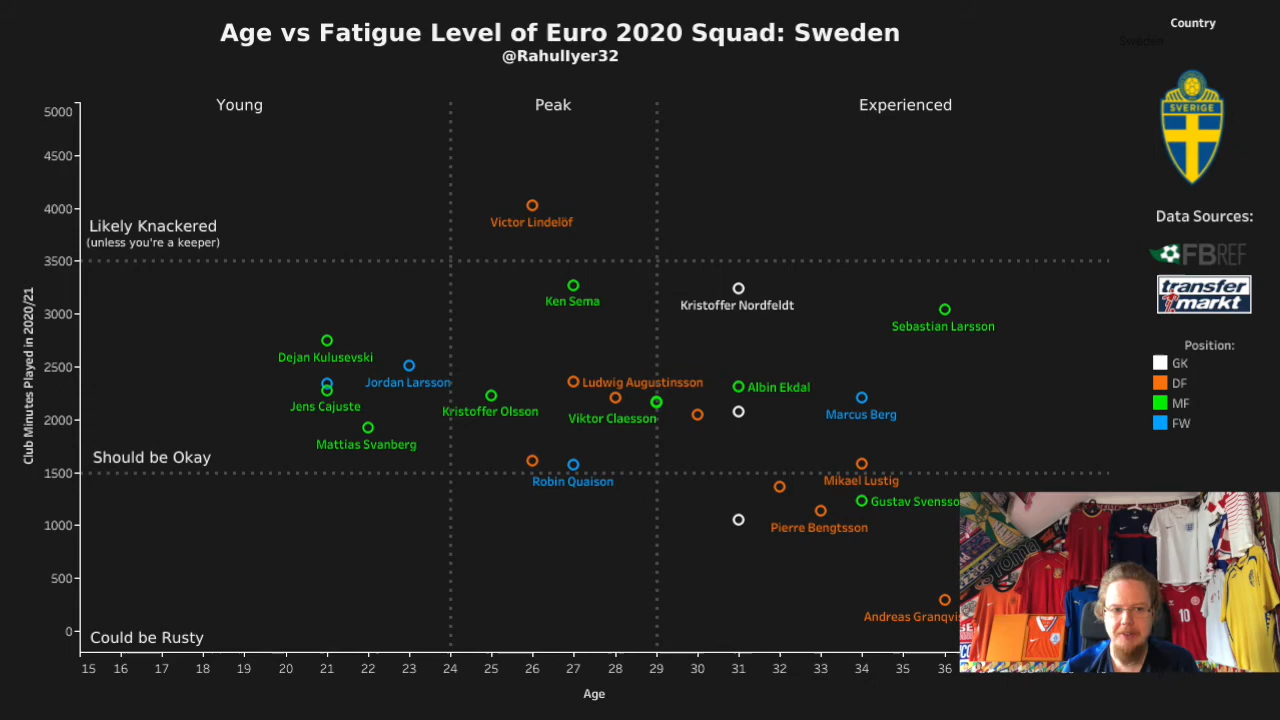 Age vs Fatigue Level of Euro 2020 Squad: Sweden
@RahulIyer32
Country
Sweden
Young
Peak
Experienced
SVERIGE
5000
4500
4000
3500
3000
2500
2000
1500
1000
500
0
Club Minutes Played in 2020/21
Likely Knackered
(unless you're a keeper)
Should be Okay
Could be Rusty
Victor Lindelöf
Ken Sema
Kristoffer Nordfeldt
Sebastian Larsson
Dejan Kulusevski
Jordan Larsson
Ludwig Augustinsson
Albin Ekdal
Jens Cajuste
Kristoffer Olsson
Viktor Claesson
Marcus Berg
Mattias Svanberg
Robin Quaison
Mikael Lustig
Gustav Svensso
Pierre Bengtsson
Andreas Granqvis
Data Sources:
FBREF
transfer
markt
Position:
GK
DF
MF
FW
10
15 16 17 18 19 20 21 22 23 24 25 26 27 28 29 30 31 32 33 34 35 36
Age